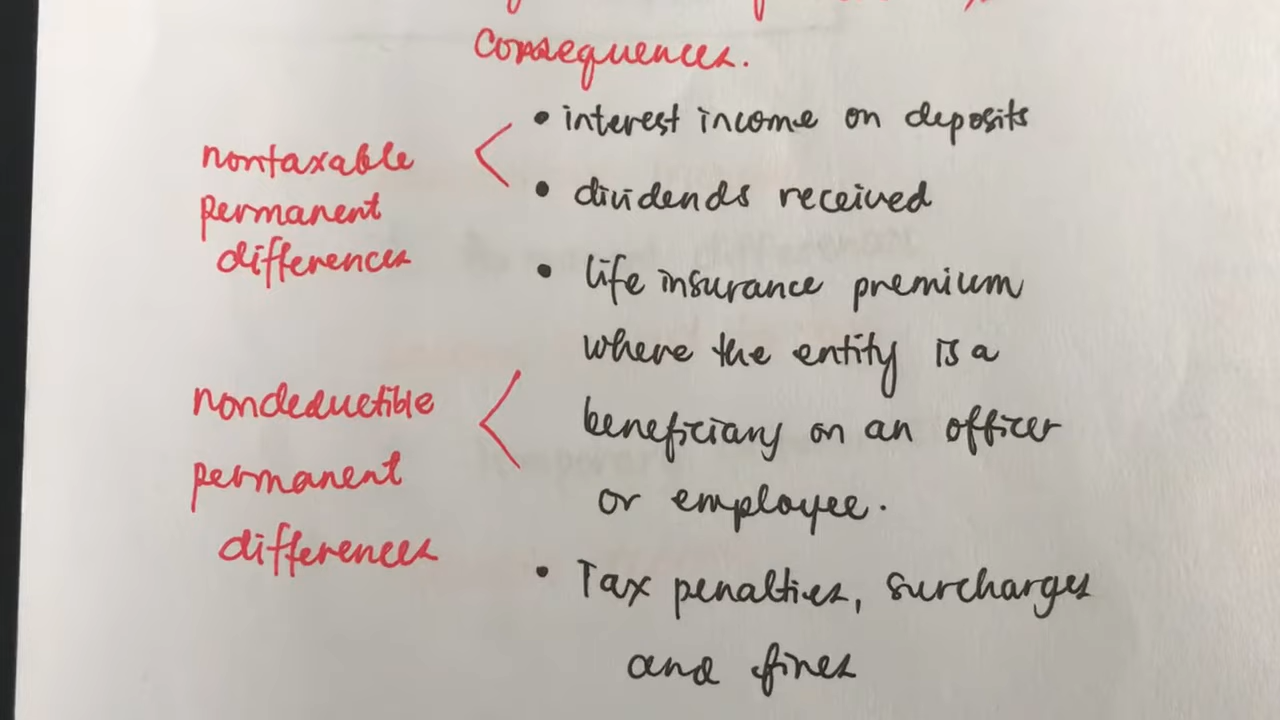 Consequences.
• interest income on deposits
• dividends received
nontaxable
permanent
differences
• life insurance premium
where the entity is a
beneficiary on an officer
or employee.
• Tax penalties, surcharges
and fines
nondeductible
permanent
differences